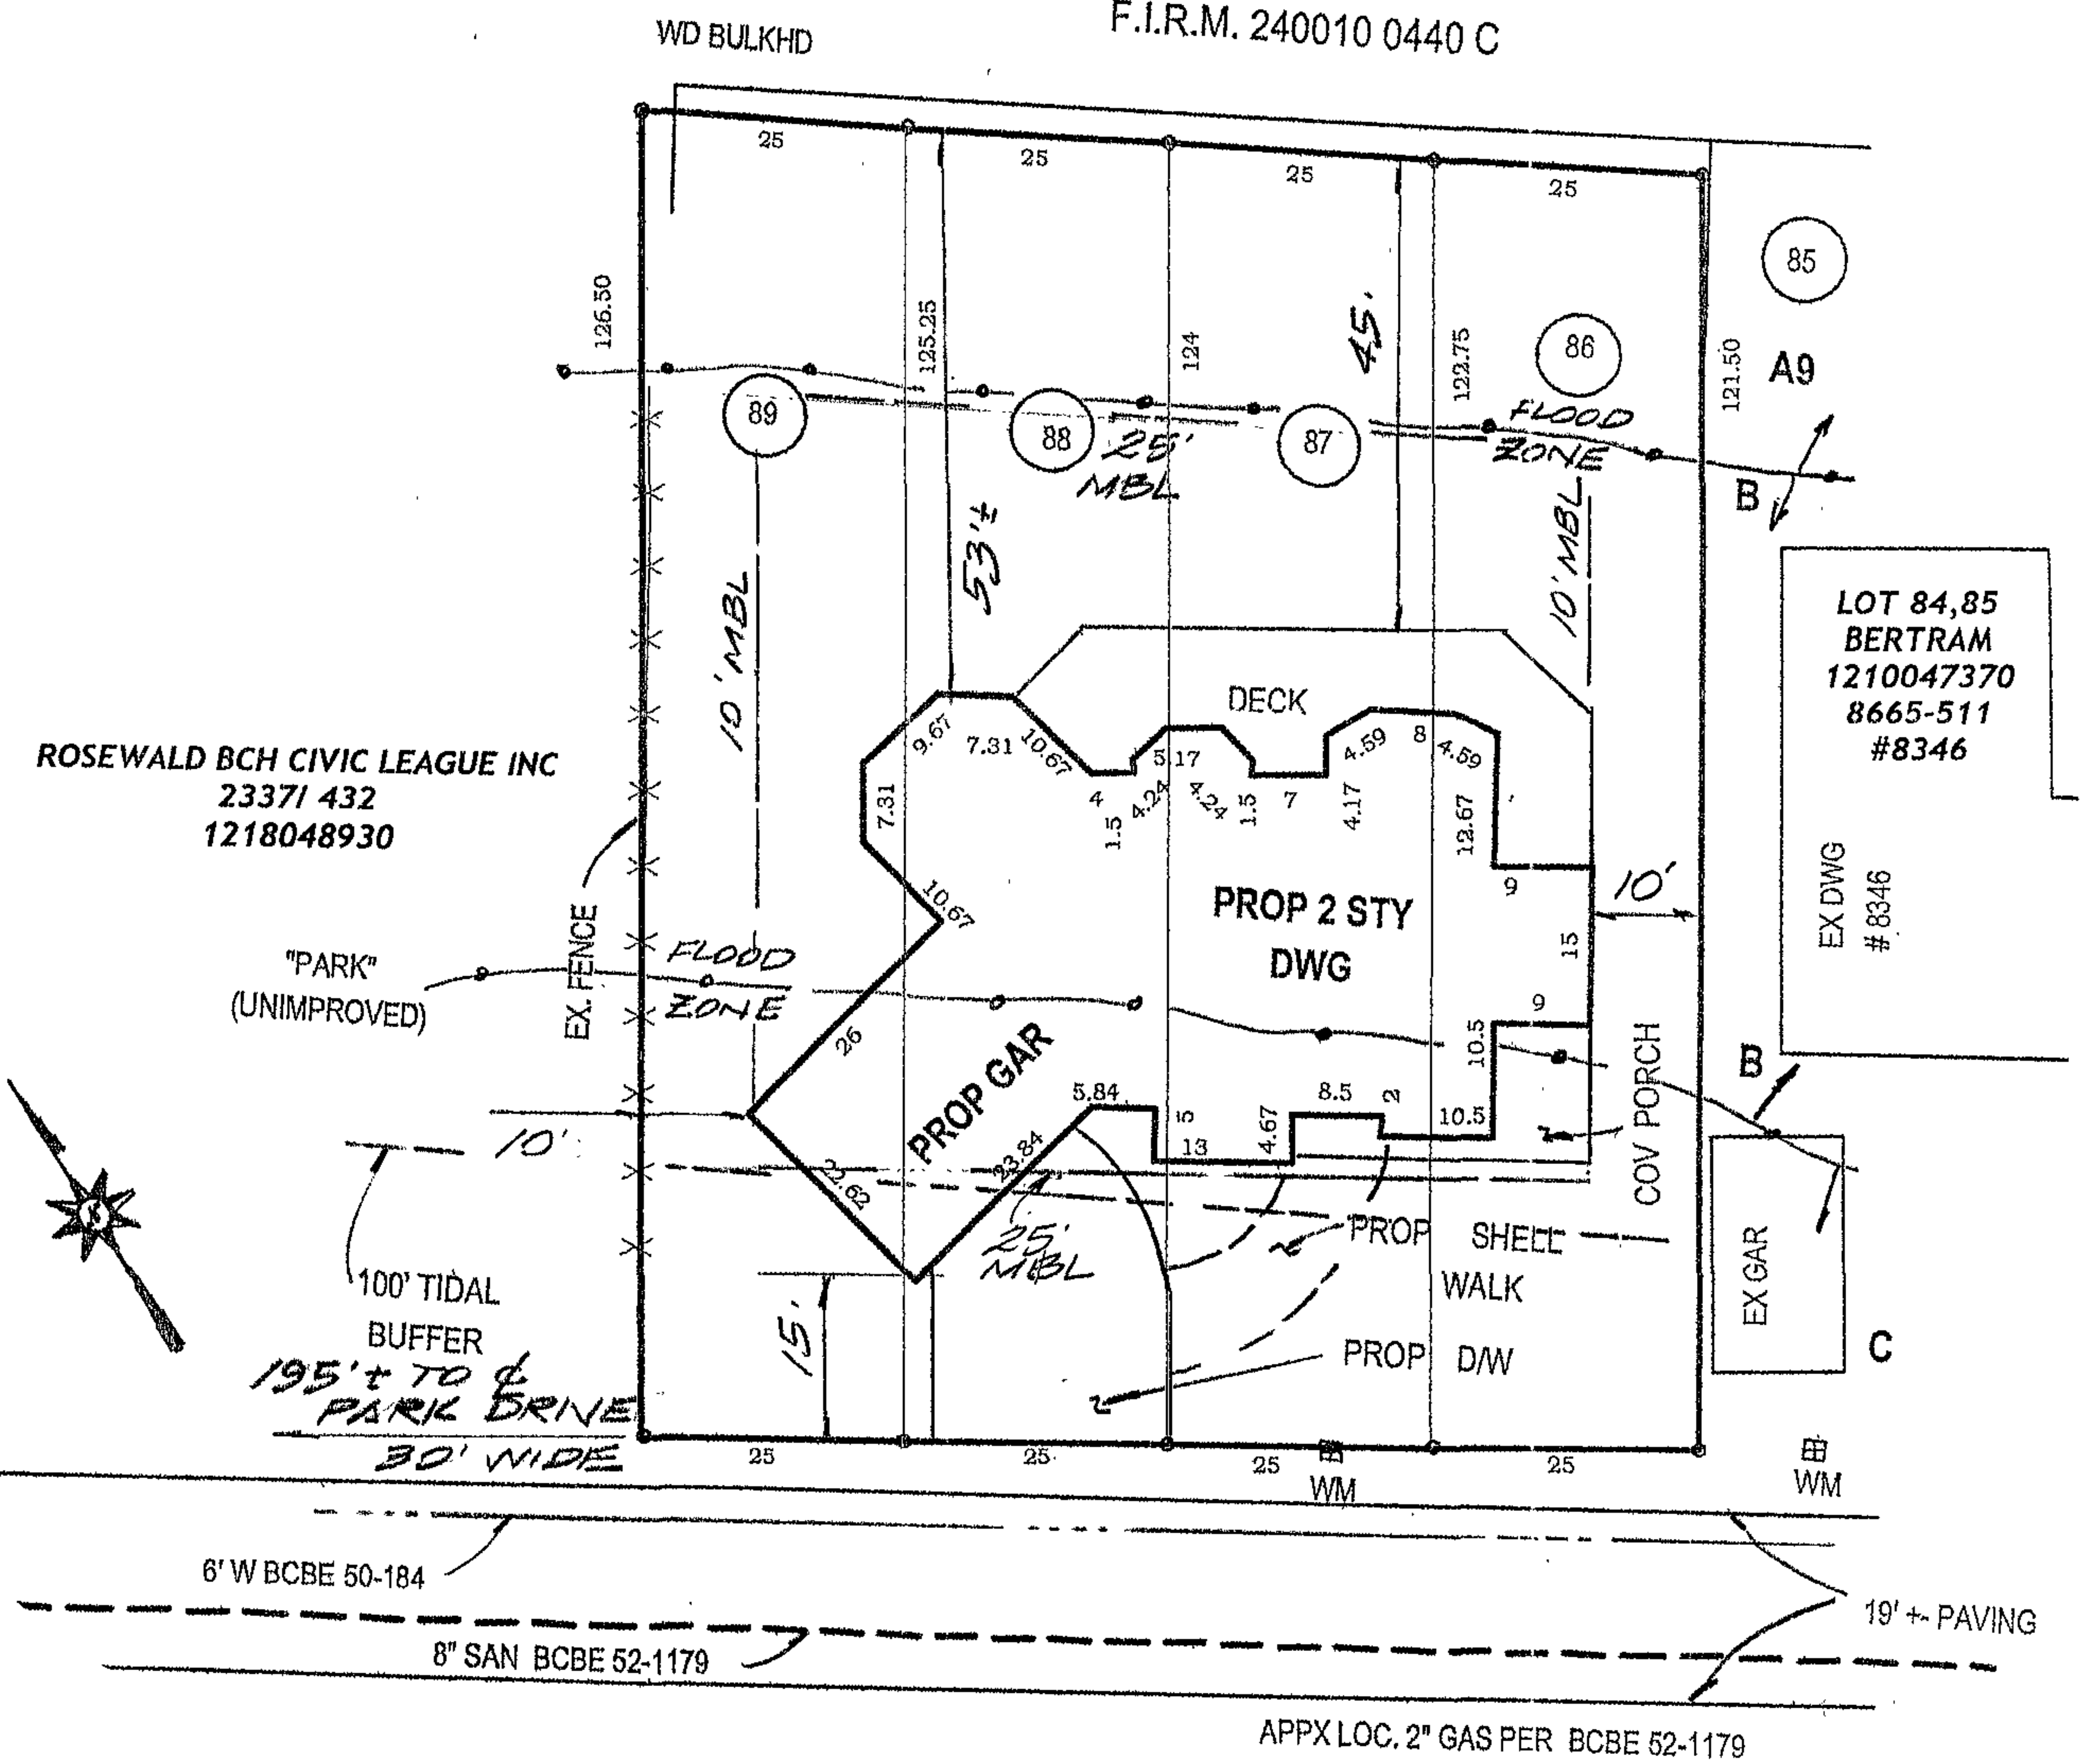 F.I.R.M. 240010 0440 C
WD BULKHD
25
25
25
25
126.50
125.25
124
45'
122.75
121.50
85
86
A9
89
88
87
25'
MBL
FLOOD
ZONE
B
53'±
10' MBL
10' MBL
LOT 84,85
BERTRAM
1210047370
8665-511
#8346
DECK
9.67
7.31
10.67
5.17
4.59
8
4.59
4
1.5
4.24
4.24
1.5
7
4.17
12.67
7.31
ROSEWALD BCH CIVIC LEAGUE INC
23371 432
1218048930
10.67
9
10'
PROP 2 STY
DWG
15
EX DWG
# 8346
EX. FENCE
"PARK"
(UNIMPROVED)
FLOOD
ZONE
9
26
PROP GAR
10.5
COV PORCH
B
5.84
5
13
4.67
8.5
2
10.5
10'
22.62
23.84
25'
MBL
PROP SHELL
WALK
EX GAR
C
100' TIDAL
BUFFER
15'
PROP D/W
195'± TO ℄
PARK DRIVE
30' WIDE
25
25
25
25
WM
WM
6' W BCBE 50-184
8" SAN BCBE 52-1179
19' +- PAVING
APPX LOC. 2" GAS PER BCBE 52-1179